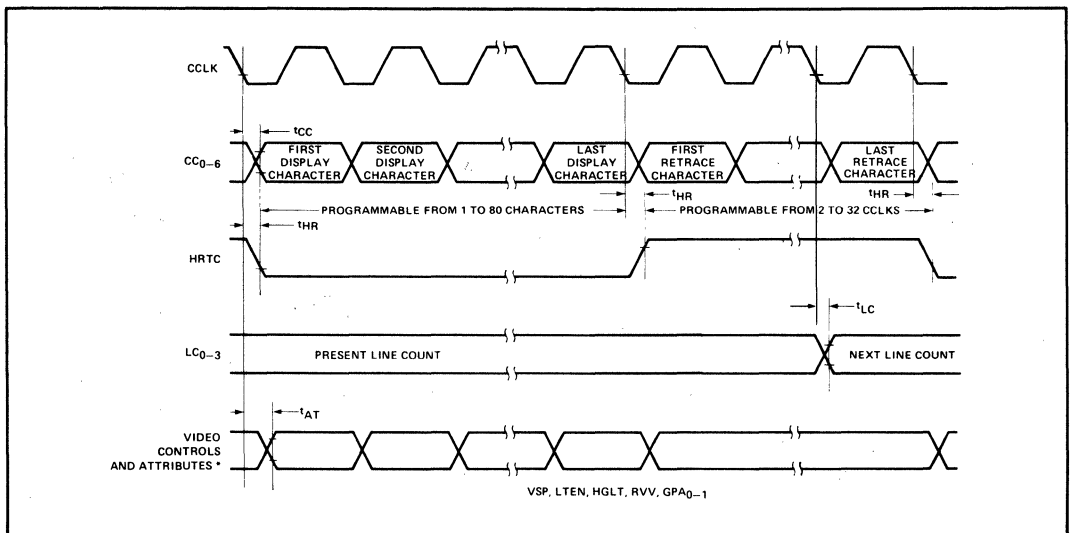 CCLK
tCC
CC0–6
FIRST DISPLAY CHARACTER
SECOND DISPLAY CHARACTER
LAST DISPLAY CHARACTER
FIRST RETRACE CHARACTER
LAST RETRACE CHARACTER
tHR
tHR
PROGRAMMABLE FROM 1 TO 80 CHARACTERS
PROGRAMMABLE FROM 2 TO 32 CCLKS
tHR
HRTC
tLC
LC0–3
PRESENT LINE COUNT
NEXT LINE COUNT
tAT
VIDEO
CONTROLS
AND ATTRIBUTES *
VSP, LTEN, HGLT, RVV, GPA0–1